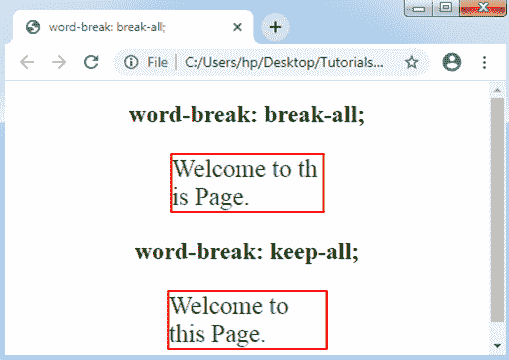 word-break: break-all;
File
C:/Users/hp/Desktop/Tutorials...
word-break: break-all;
Welcome to th
is Page.
word-break: keep-all;
Welcome to
this Page.